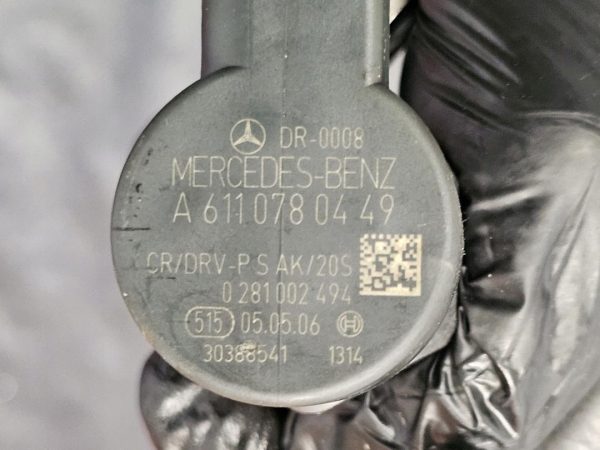 DR-0008
MERCEDES-BENZ
A 611 078 04 49
CR/DRV-P S AK/20S
0 281 002 494
515 05.05.06
30388541 1314